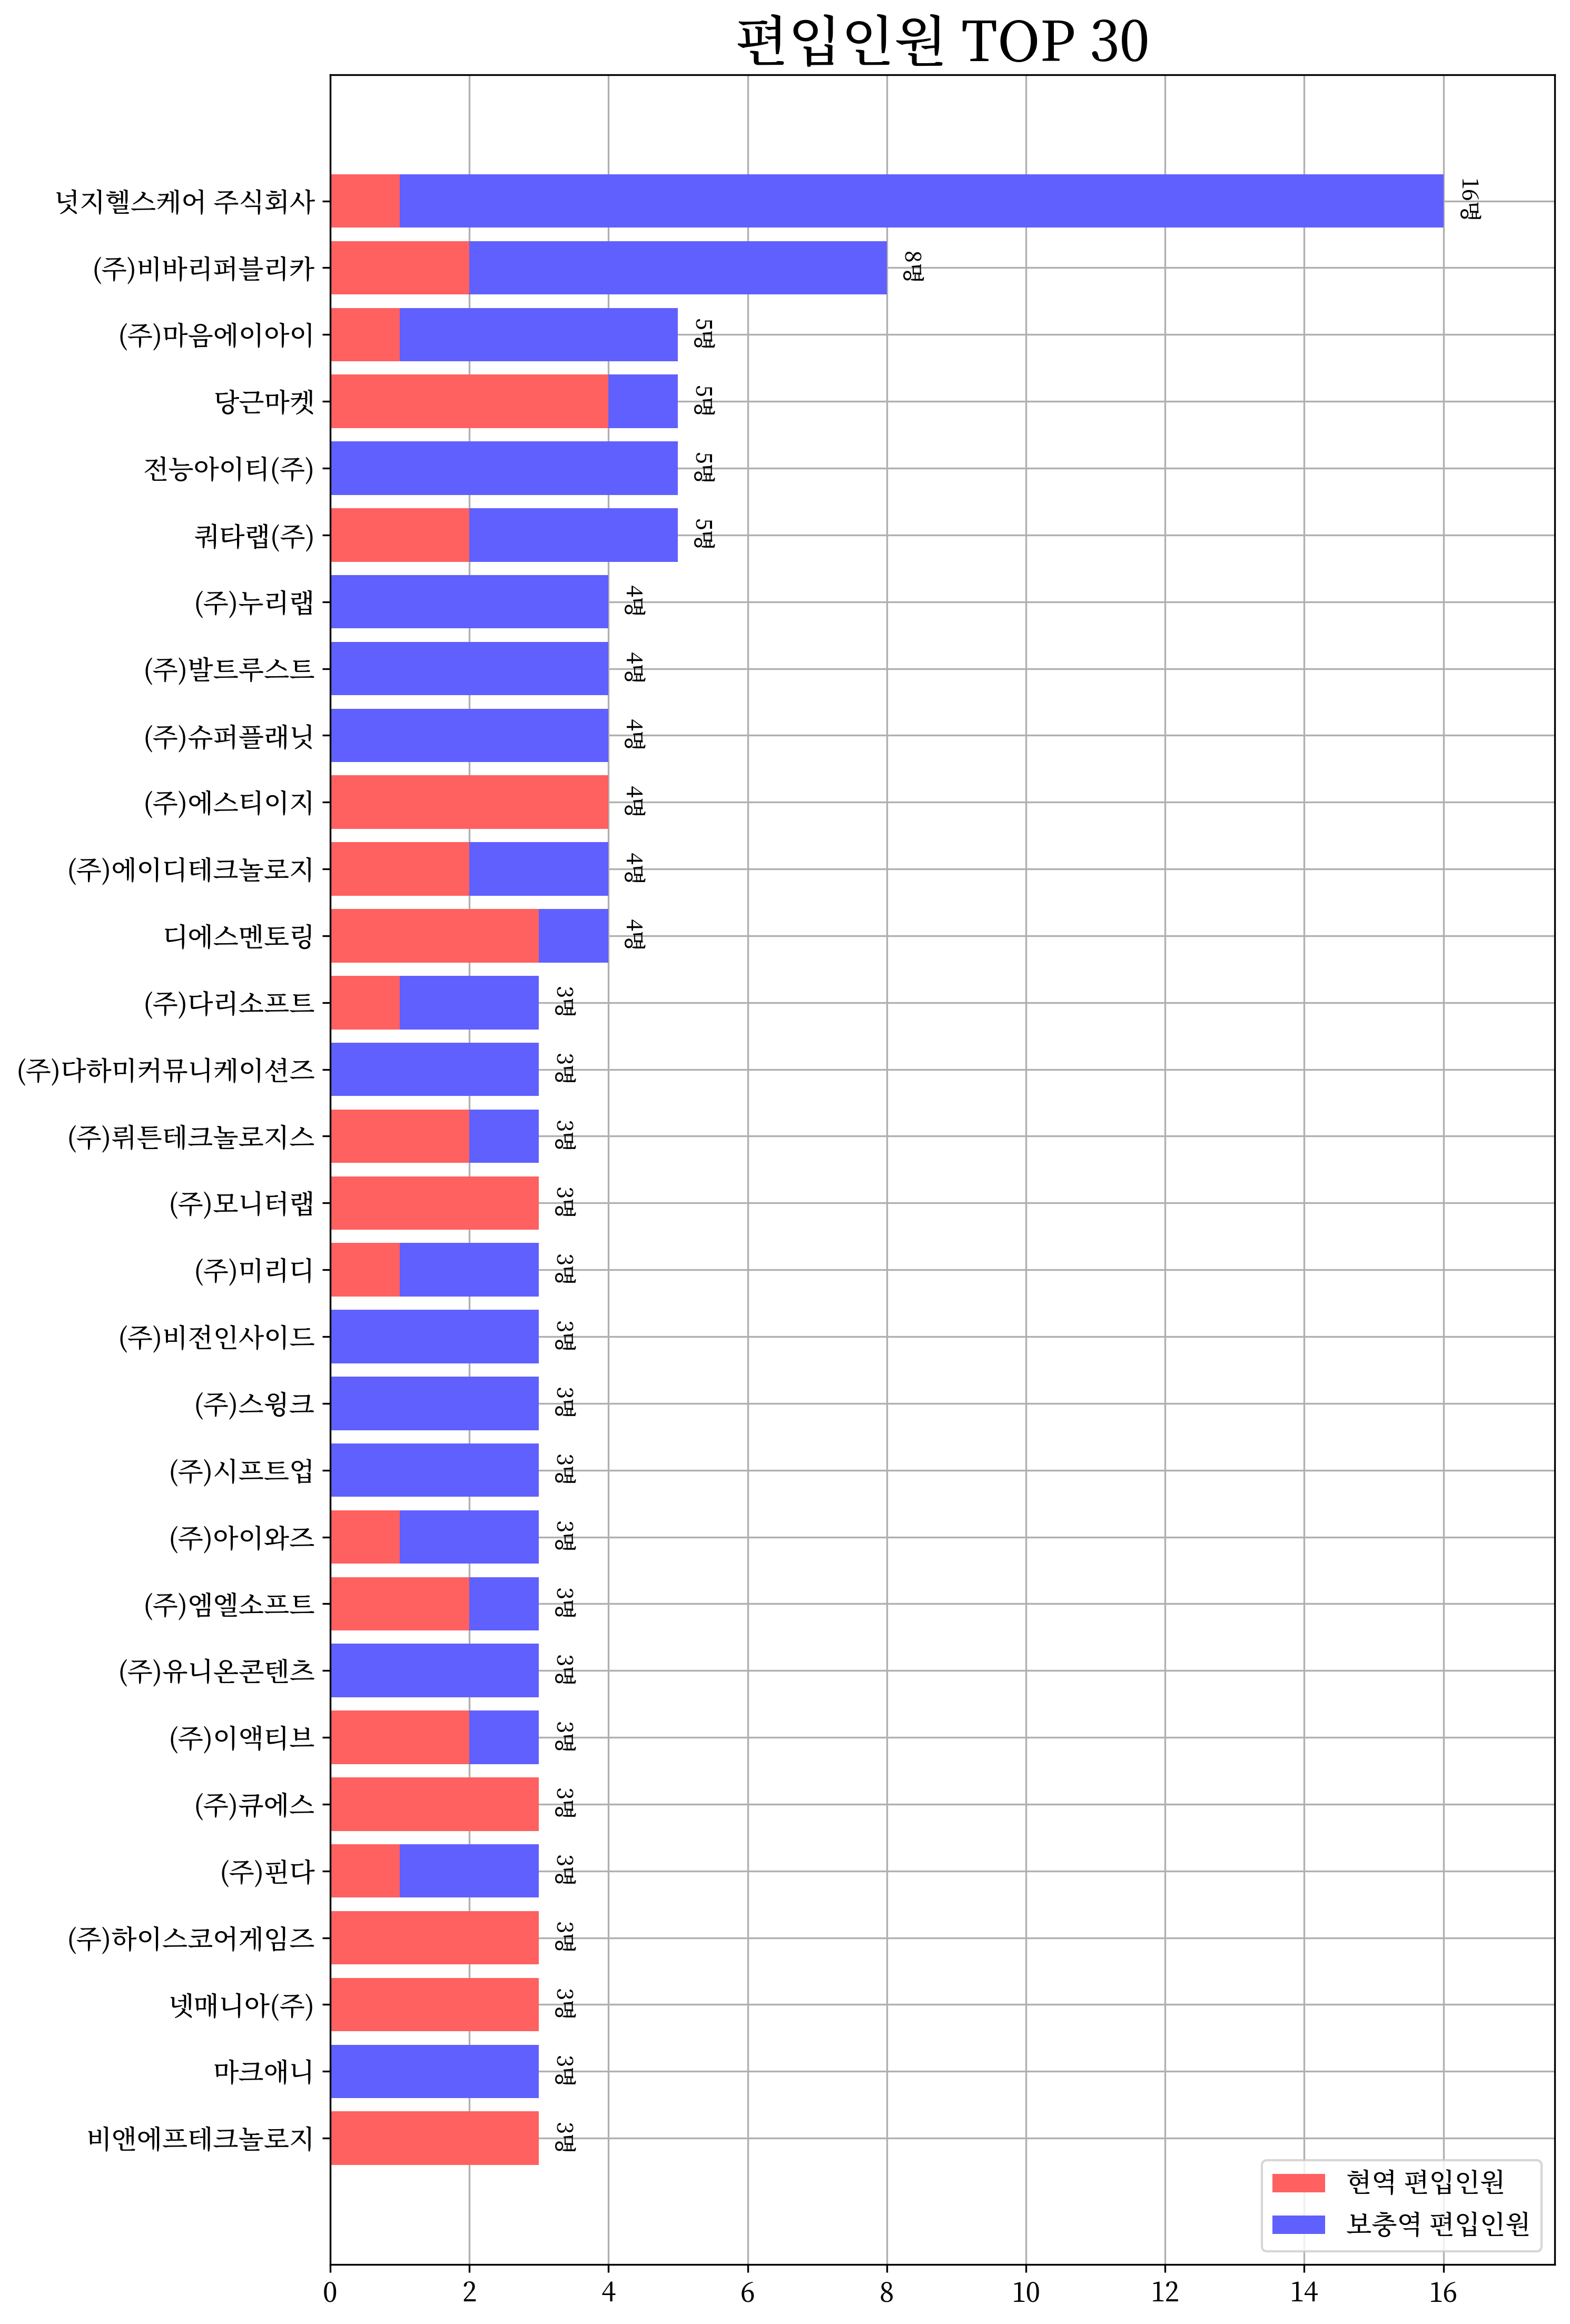 편입인원 TOP 30
넛지헬스케어 주식회사 16명
(주)비바리퍼블리카 8명
(주)마음에이아이 5명
당근마켓 5명
전능아이티(주) 5명
쿼타랩(주) 5명
(주)누리랩 4명
(주)발트루스트 4명
(주)슈퍼플래닛 4명
(주)에스티이지 4명
(주)에이디테크놀로지 4명
디에스멘토링 4명
(주)다리소프트 3명
(주)다하미커뮤니케이션즈 3명
(주)뤼튼테크놀로지스 3명
(주)모니터랩 3명
(주)미리디 3명
(주)비전인사이드 3명
(주)스윙크 3명
(주)시프트업 3명
(주)아이와즈 3명
(주)엠엘소프트 3명
(주)유니온콘텐츠 3명
(주)이액티브 3명
(주)큐에스 3명
(주)핀다 3명
(주)하이스코어게임즈 3명
넷매니아(주) 3명
마크애니 3명
비앤에프테크놀로지 3명
현역 편입인원
보충역 편입인원
0 2 4 6 8 10 12 14 16